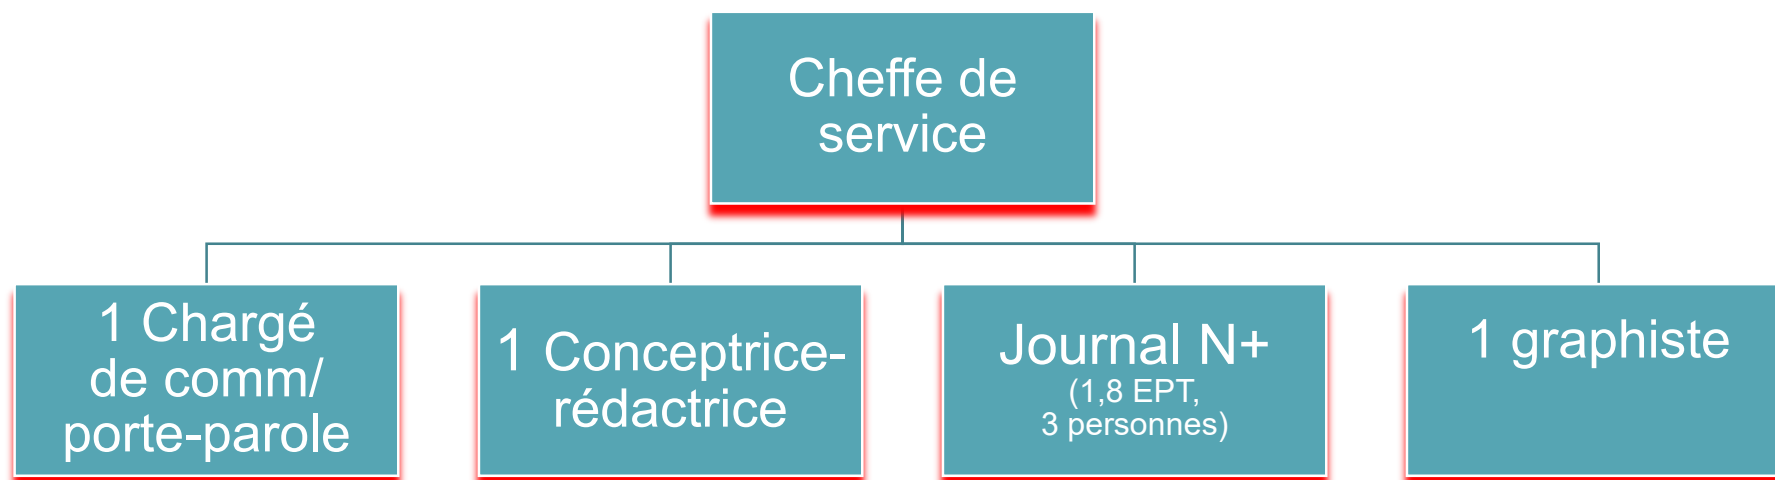 Cheffe de
service
1 Chargé
de comm/
porte-parole
1 Conceptrice-
rédactrice
Journal N+
(1,8 EPT,
3 personnes)
1 graphiste